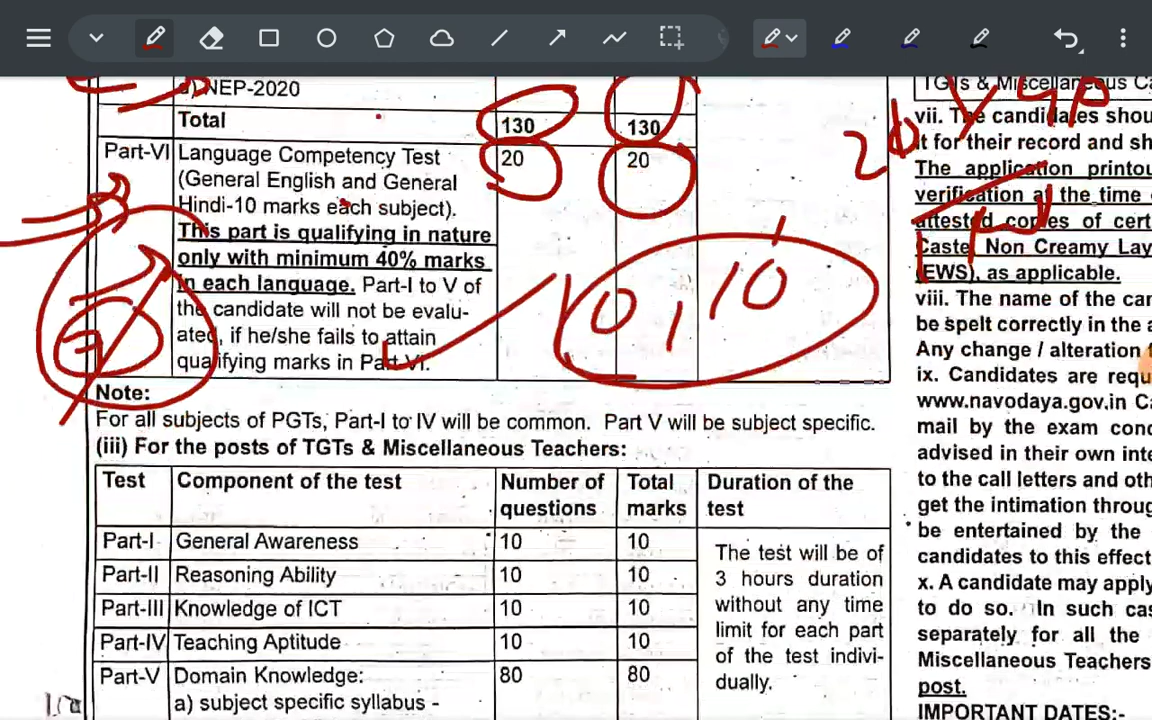 a) NEP-2020
Total 130 130
Part-VI Language Competency Test 20 20
(General English and General
Hindi-10 marks each subject).
This part is qualifying in nature
only with minimum 40% marks
in each language. Part-I to V of
the candidate will not be evalu-
ated, if he/she fails to attain
qualifying marks in Part-VI.
10, 10
Note:
For all subjects of PGTs, Part-I to IV will be common. Part V will be subject specific.
(iii) For the posts of TGTs & Miscellaneous Teachers:
Test Component of the test Number of questions Total marks Duration of the test
Part-I General Awareness 10 10
Part-II Reasoning Ability 10 10
Part-III Knowledge of ICT 10 10
Part-IV Teaching Aptitude 10 10
Part-V Domain Knowledge: 80 80
a) subject specific syllabus -
The test will be of
3 hours duration
without any time
limit for each part
of the test indivi-
dually.
TGTs & Miscellaneous Ca
vii. The candidates shou
it for their record and sh
The application printou
verification at the time
attested copies of cert
Caste, Non Creamy Lay
(EWS), as applicable.
viii. The name of the can
be spelt correctly in the a
Any change / alteration
ix. Candidates are requ
www.navodaya.gov.in Ca
mail by the exam cond
advised in their own inte
to the call letters and oth
get the intimation throug
be entertained by the
candidates to this effect
x. A candidate may apply
to do so. In such cas
separately for all the
Miscellaneous Teachers
post.
IMPORTANT DATES:-